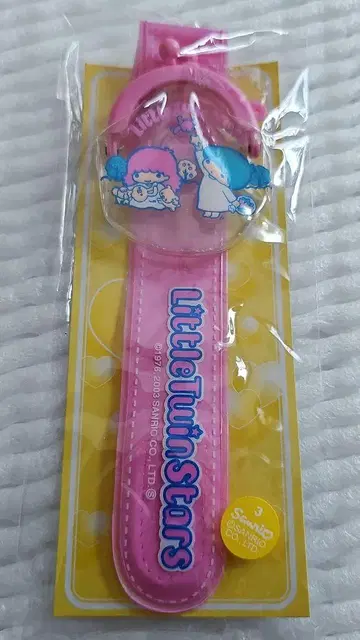 LittleTwinStars
©1976, 2003 SANRIO CO., LTD. Ⓢ
3
Sanrio
©SANRIO
CO., LTD.